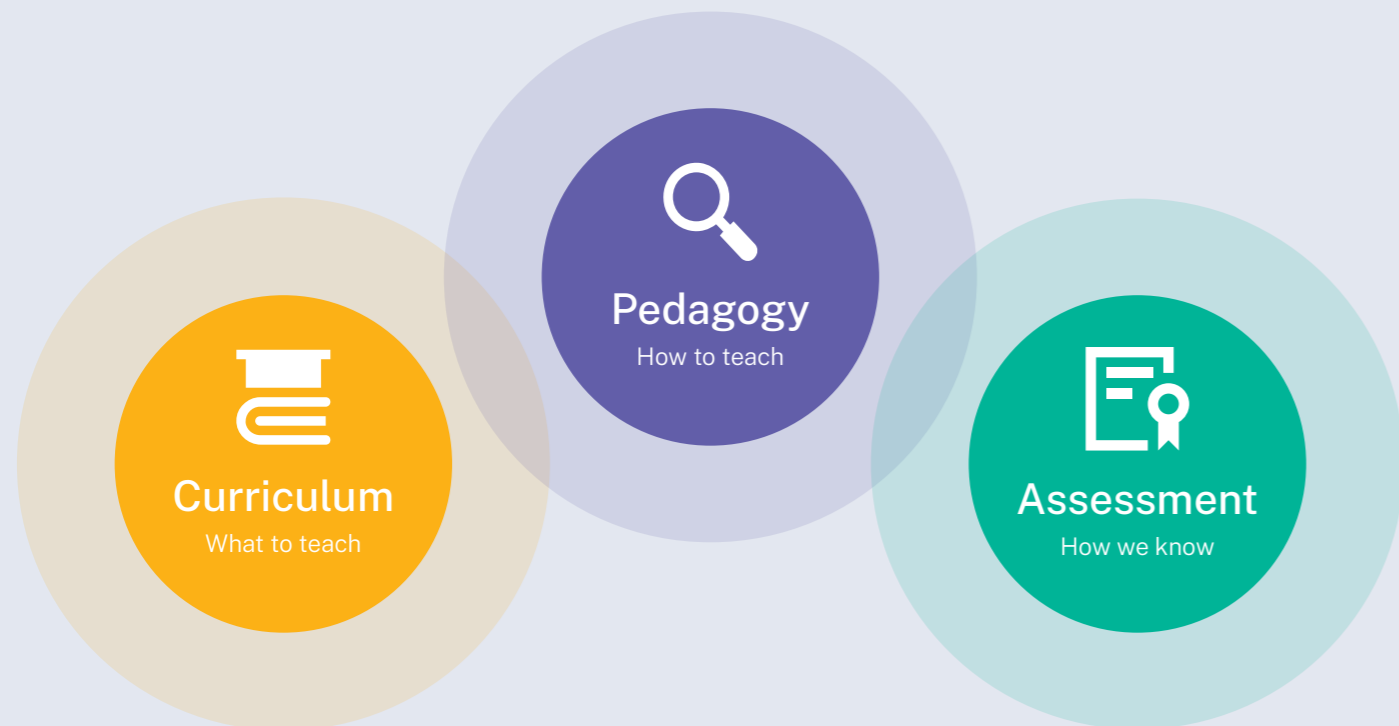 Curriculum
What to teach
Pedagogy
How to teach
Assessment
How we know